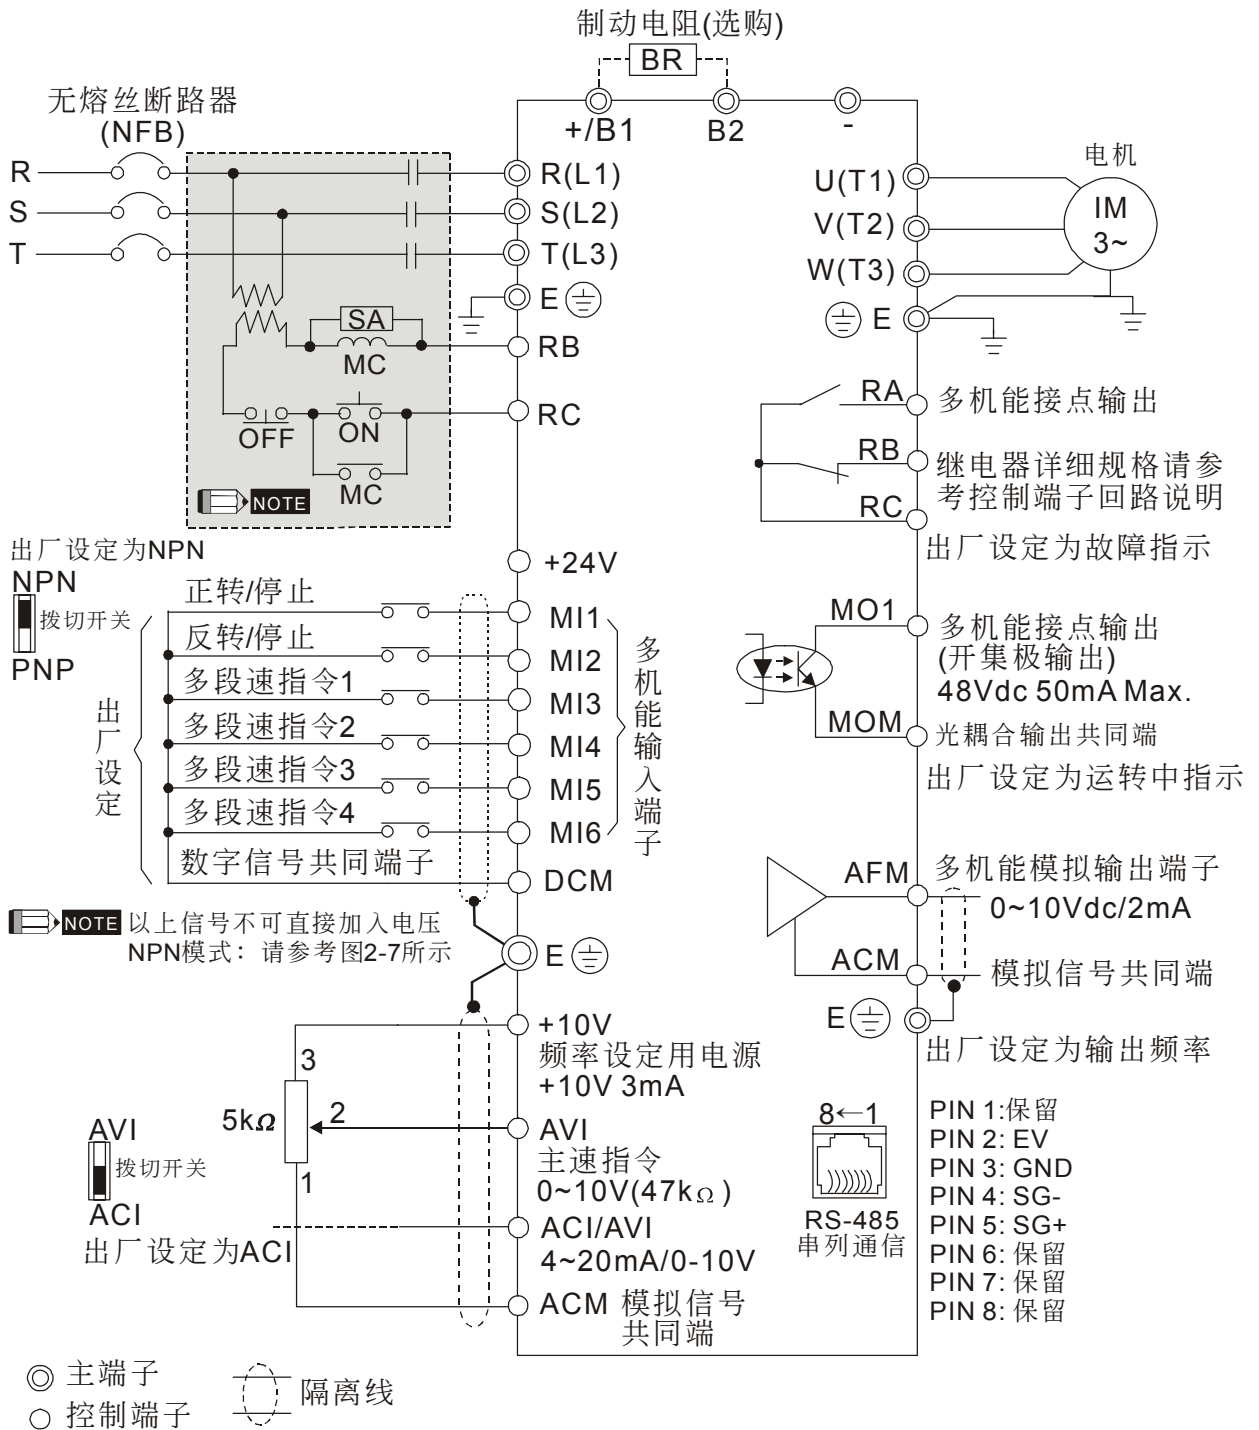 制动电阻(选购)
BR
无熔丝断路器
(NFB)
+/B1
B2
-
R
S
T
R(L1)
S(L2)
T(L3)
E
SA
MC
RB
OFF
ON
MC
RC
NOTE
U(T1)
V(T2)
W(T3)
E
电机
IM
3~
RA
多机能接点输出
RB
继电器详细规格请参
考控制端子回路说明
RC
出厂设定为故障指示
出厂设定为NPN
NPN
拨切开关
PNP
出厂设定
正转/停止
反转/停止
多段速指令1
多段速指令2
多段速指令3
多段速指令4
数字信号共同端子
+24V
MI1
MI2
MI3
MI4
MI5
MI6
DCM
多机能输入端子
MO1
多机能接点输出
(开集极输出)
48Vdc 50mA Max.
MOM
光耦合输出共同端
出厂设定为运转中指示
NOTE 以上信号不可直接加入电压
NPN模式：请参考图2-7所示
E
AFM
多机能模拟输出端子
0~10Vdc/2mA
ACM
模拟信号共同端
E
出厂设定为输出频率
+10V
频率设定用电源
+10V 3mA
3
5kΩ
2
1
AVI
主速指令
0~10V(47kΩ)
AVI
拨切开关
ACI
出厂设定为ACI
ACI/AVI
4~20mA/0-10V
ACM 模拟信号
共同端
8←1
RS-485
串列通信
PIN 1:保留
PIN 2: EV
PIN 3: GND
PIN 4: SG-
PIN 5: SG+
PIN 6: 保留
PIN 7: 保留
PIN 8: 保留
主端子
控制端子
隔离线